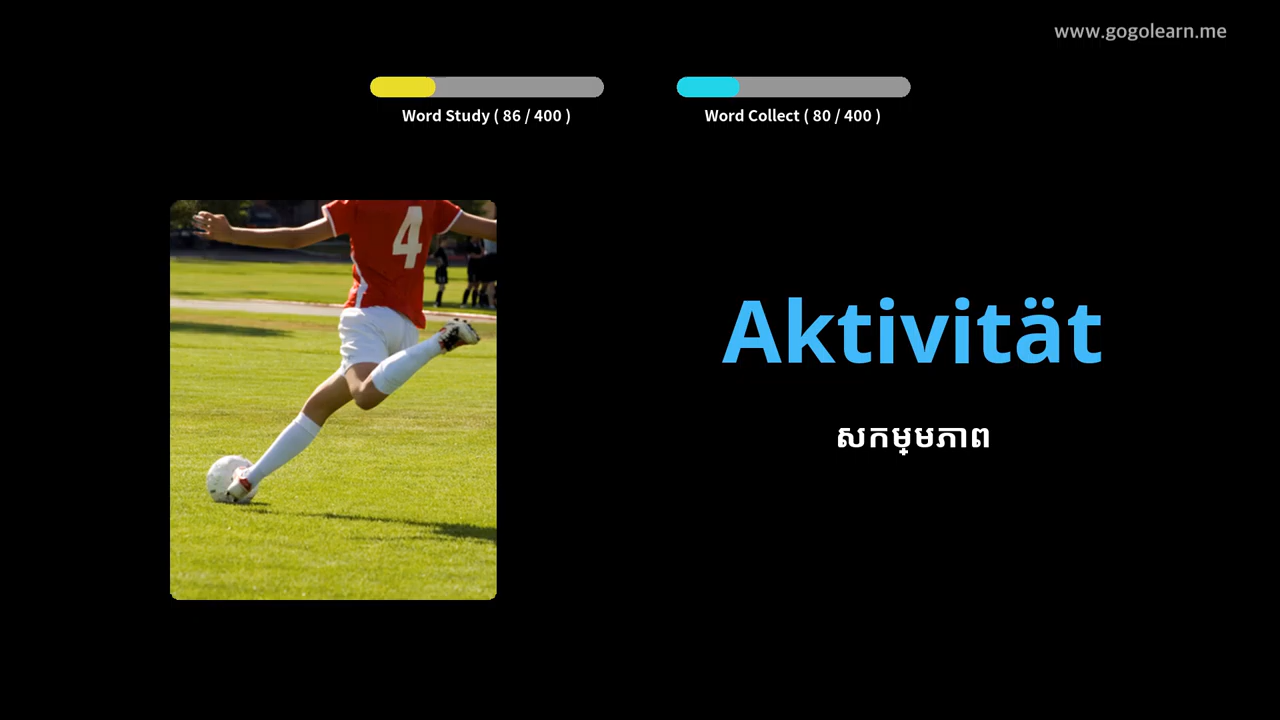 www.gogolearn.me
Word Study ( 86 / 400 )
Word Collect ( 80 / 400 )
4
Aktivität
សកម្មភាព